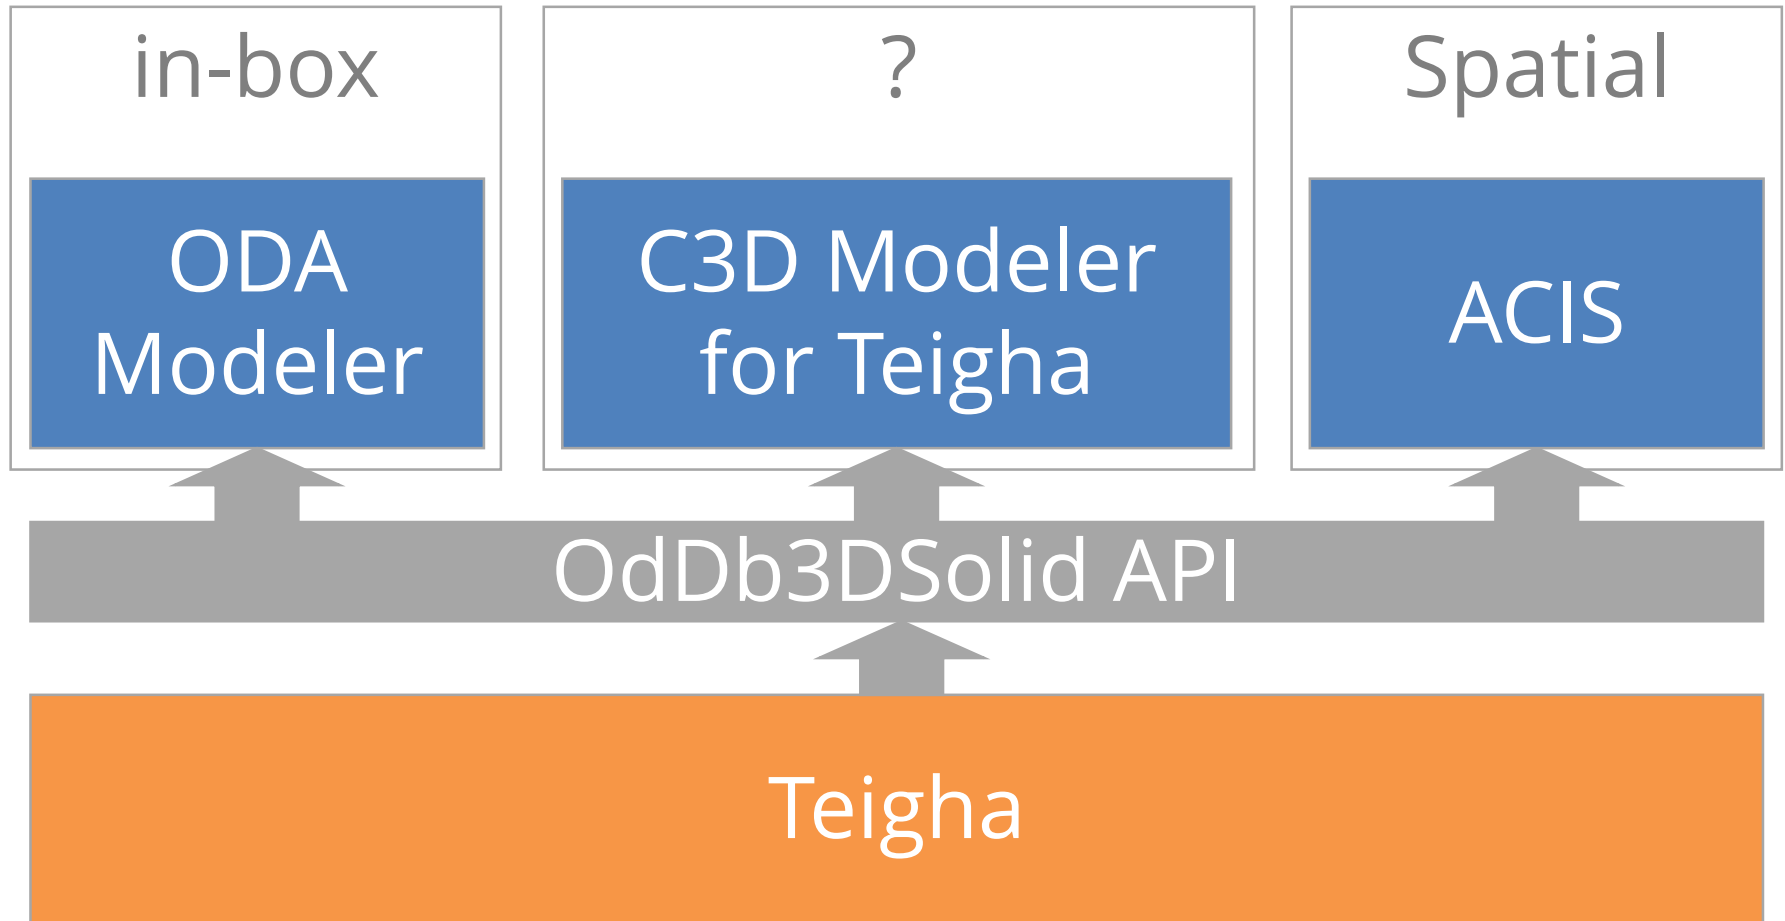 in-box
?
Spatial
ODA
Modeler
C3D Modeler
for Teigha
ACIS
OdDb3DSolid API
Teigha